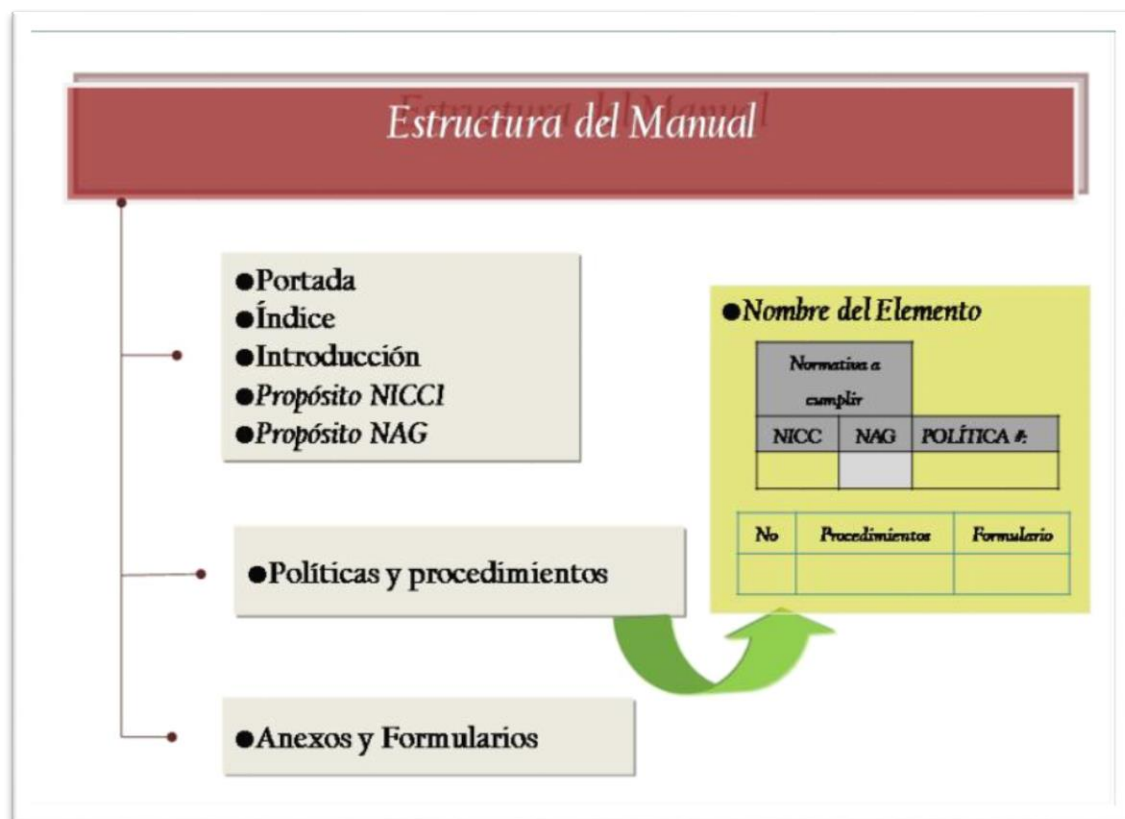 Estructura del Manual
●Portada
●Índice
●Introducción
●Propósito NICC1
●Propósito NAG
●Políticas y procedimientos
●Anexos y Formularios
●Nombre del Elemento
Normativa a
cumplir
NICC NAG POLÍTICA #:
No Procedimientos Formulario